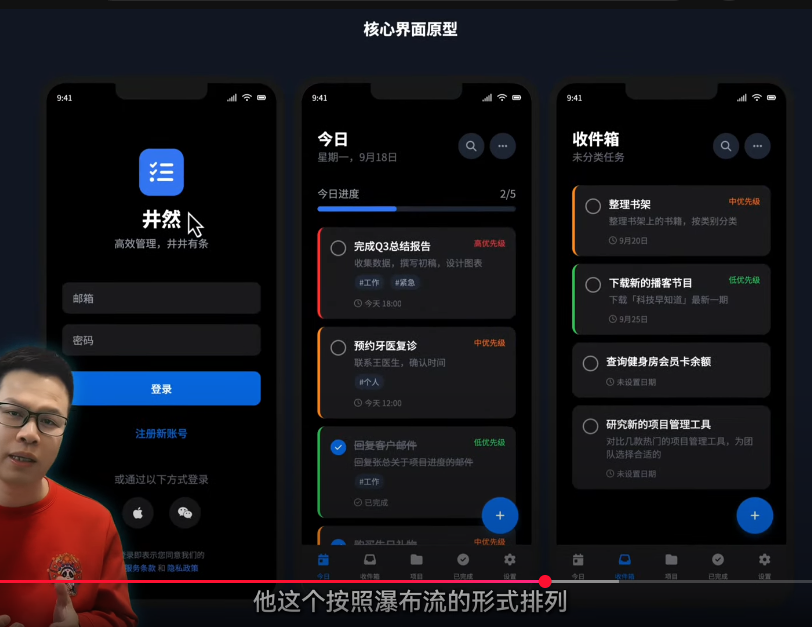 核心界面原型
9:41
井然
高效管理，井井有条
邮箱
密码
登录
注册新账号
或通过以下方式登录
录即表示您同意我们的
服务条款 和 隐私政策
9:41
今日
星期一，9月18日
今日进度
2/5
完成Q3总结报告
高优先级
收集数据，撰写初稿，设计图表
#工作
#紧急
今天 18:00
预约牙医复诊
中优先级
联系王医生，确认时间
#个人
今天 12:00
回复客户邮件
低优先级
回复张总关于项目进度的邮件
#工作
已完成
购买生日礼物
中优先级
+
今日
收件箱
项目
已完成
设置
9:41
收件箱
未分类任务
整理书架
中优先级
整理书架上的书籍，按类别分类
9月20日
下载新的播客节目
低优先级
下载「科技早知道」最新一期
9月25日
查询健身房会员卡余额
未设置日期
研究新的项目管理工具
对比几款热门的项目管理工具，为团
队选择合适的
未设置日期
+
今日
收件箱
项目
已完成
设置
他这个按照瀑布流的形式排列